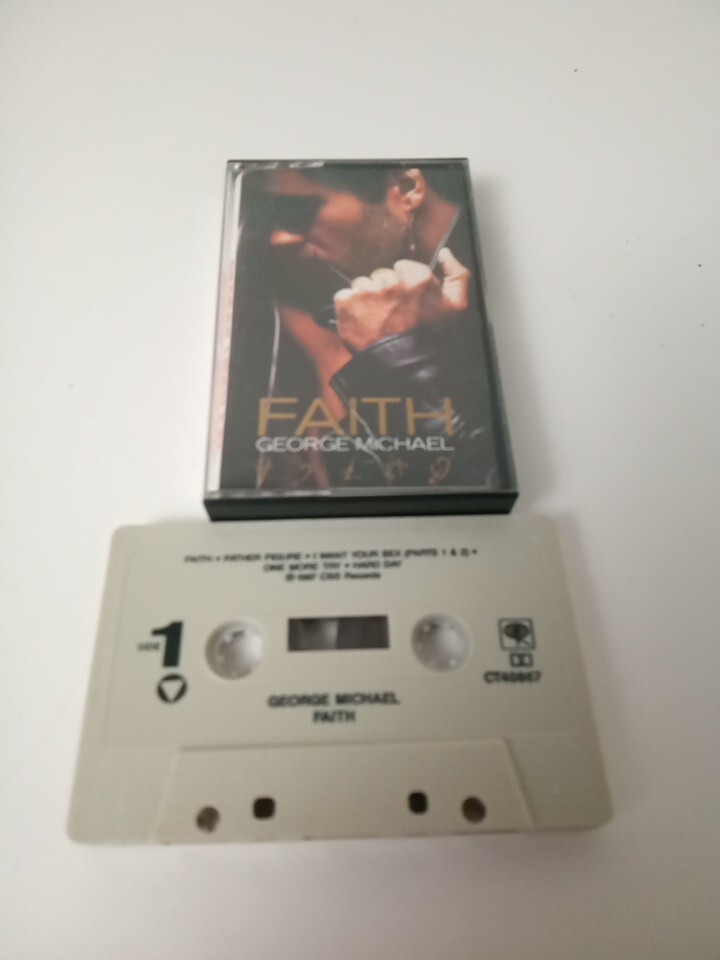 FAITH
GEORGE MICHAEL
FAITH • FATHER FIGURE • I WANT YOUR SEX (PARTS 1 & 2) •
ONE MORE TRY • HARD DAY
℗ 1987 CBS Records
SIDE 1
CT40867
GEORGE MICHAEL
FAITH